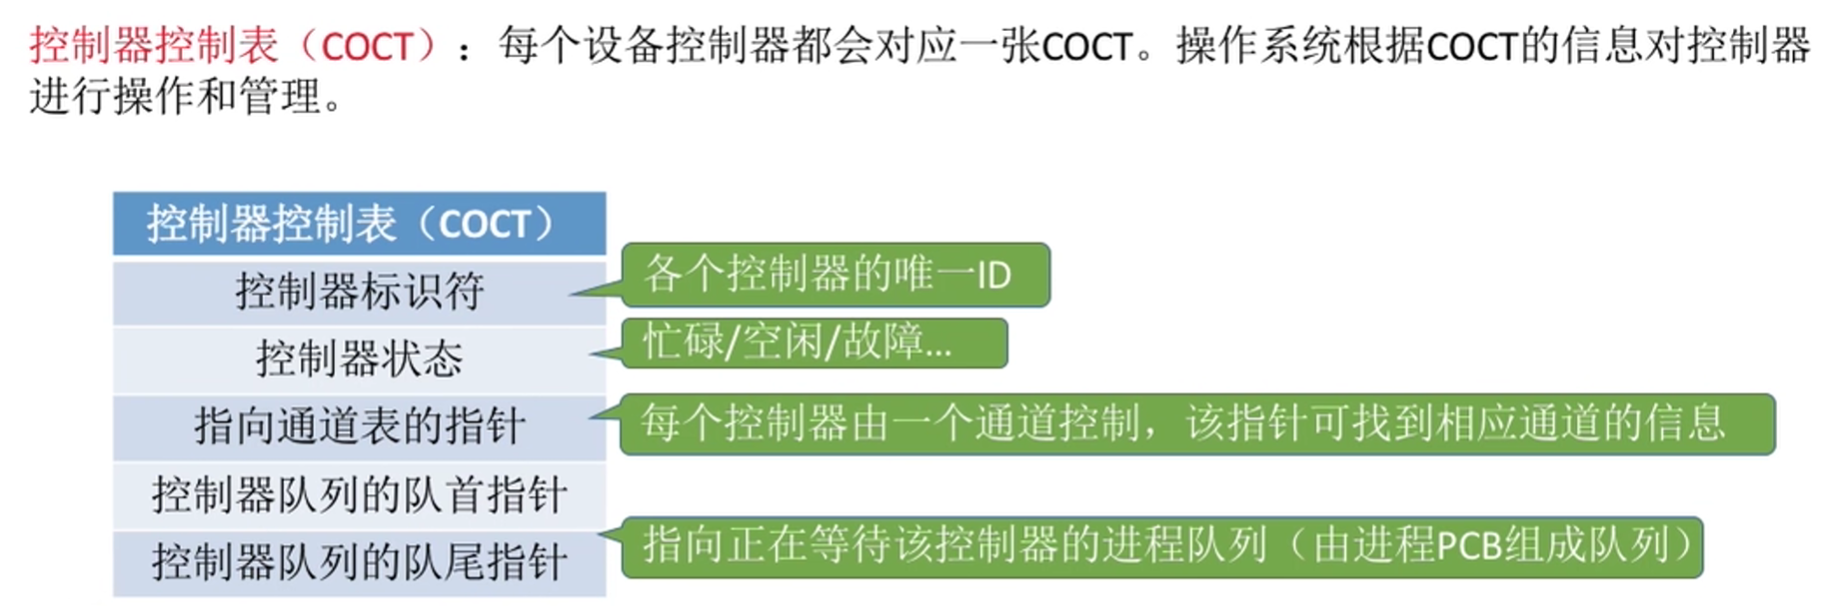 控制器控制表（COCT）：每个设备控制器都会对应一张COCT。操作系统根据COCT的信息对控制器
进行操作和管理。
控制器控制表（COCT）
控制器标识符
各个控制器的唯一ID
控制器状态
忙碌/空闲/故障...
指向通道表的指针
每个控制器由一个通道控制，该指针可找到相应通道的信息
控制器队列的队首指针
控制器队列的队尾指针
指向正在等待该控制器的进程队列（由进程PCB组成队列）